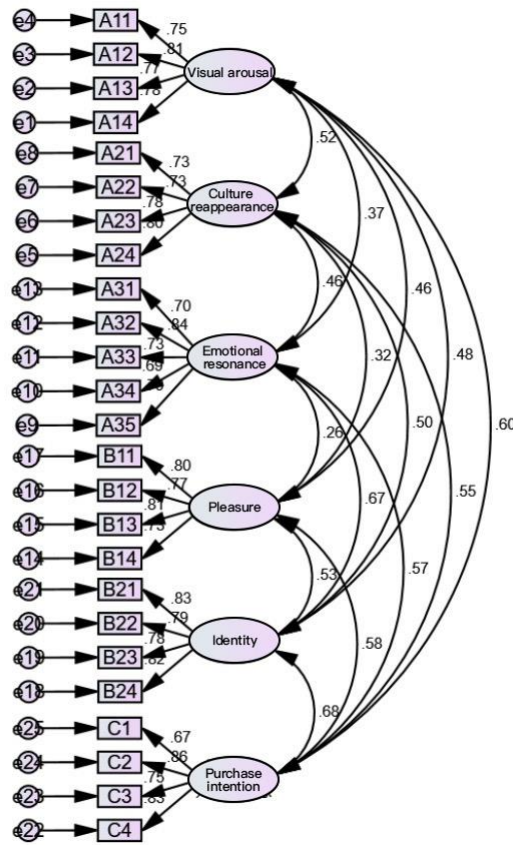 e4 A11 .75
e3 A12 .81
e2 A13 .77
e1 A14 .78
Visual arousal
e8 A21 .73
e7 A22 .73
e6 A23 .78
e5 A24 .80
Culture
reappearance
e13 A31 .70
e12 A32 .84
e11 A33 .73
e10 A34 .69
e9 A35
Emotional
resonance
e17 B11 .80
e16 B12 .77
e15 B13 .81
e14 B14 .75
Pleasure
e21 B21 .83
e20 B22 .79
e19 B23 .78
e18 B24 .82
Identity
e25 C1 .67
e24 C2 .86
e23 C3 .75
e22 C4 .83
Purchase
intention
.52
.37
.46
.46
.48
.32
.50
.60
.26
.55
.67
.57
.53
.58
.68